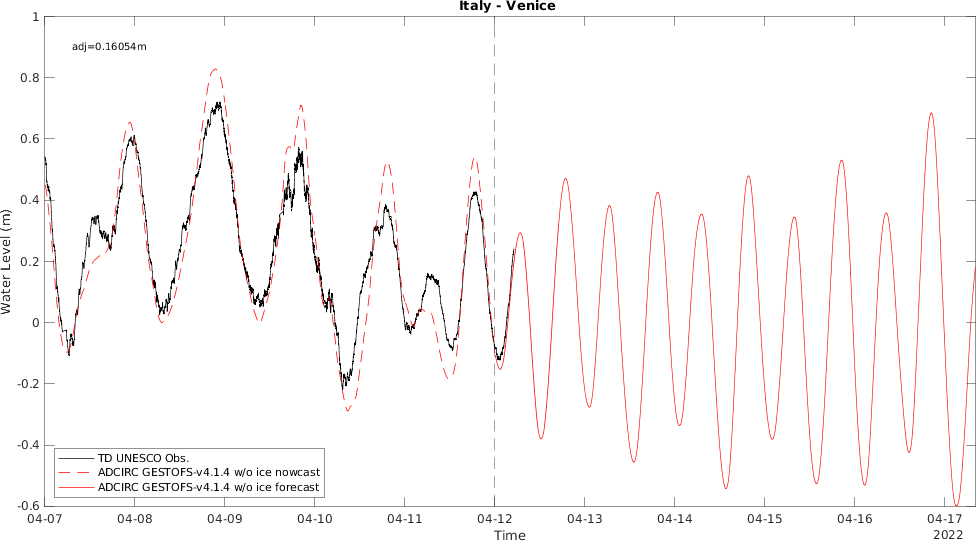 Italy - Venice
adj=0.16054m
1
0.8
0.6
0.4
0.2
0
-0.2
-0.4
-0.6
Water Level (m)
TD UNESCO Obs.
ADCIRC GESTOFS-v4.1.4 w/o ice nowcast
ADCIRC GESTOFS-v4.1.4 w/o ice forecast
04-07 04-08 04-09 04-10 04-11 04-12 04-13 04-14 04-15 04-16 04-17
Time
2022